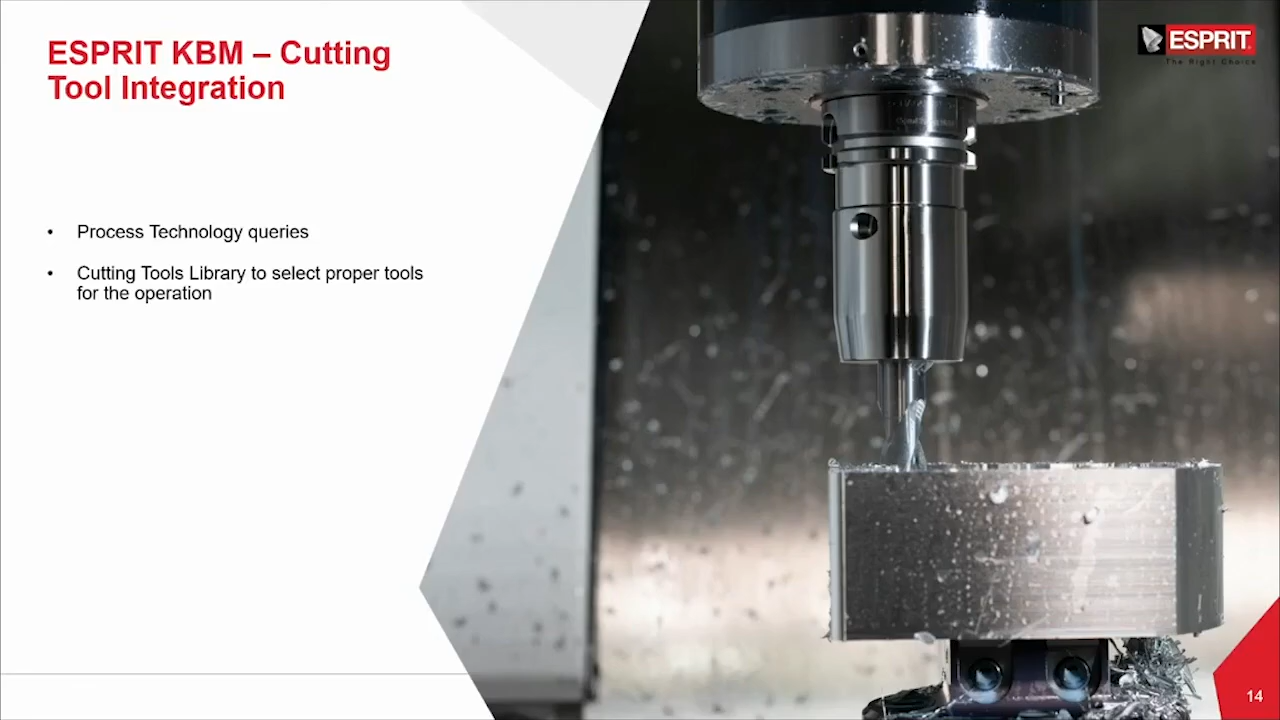 ESPRIT KBM – Cutting
Tool Integration
ESPRIT
The Right Choice
• Process Technology queries
• Cutting Tools Library to select proper tools
for the operation
14